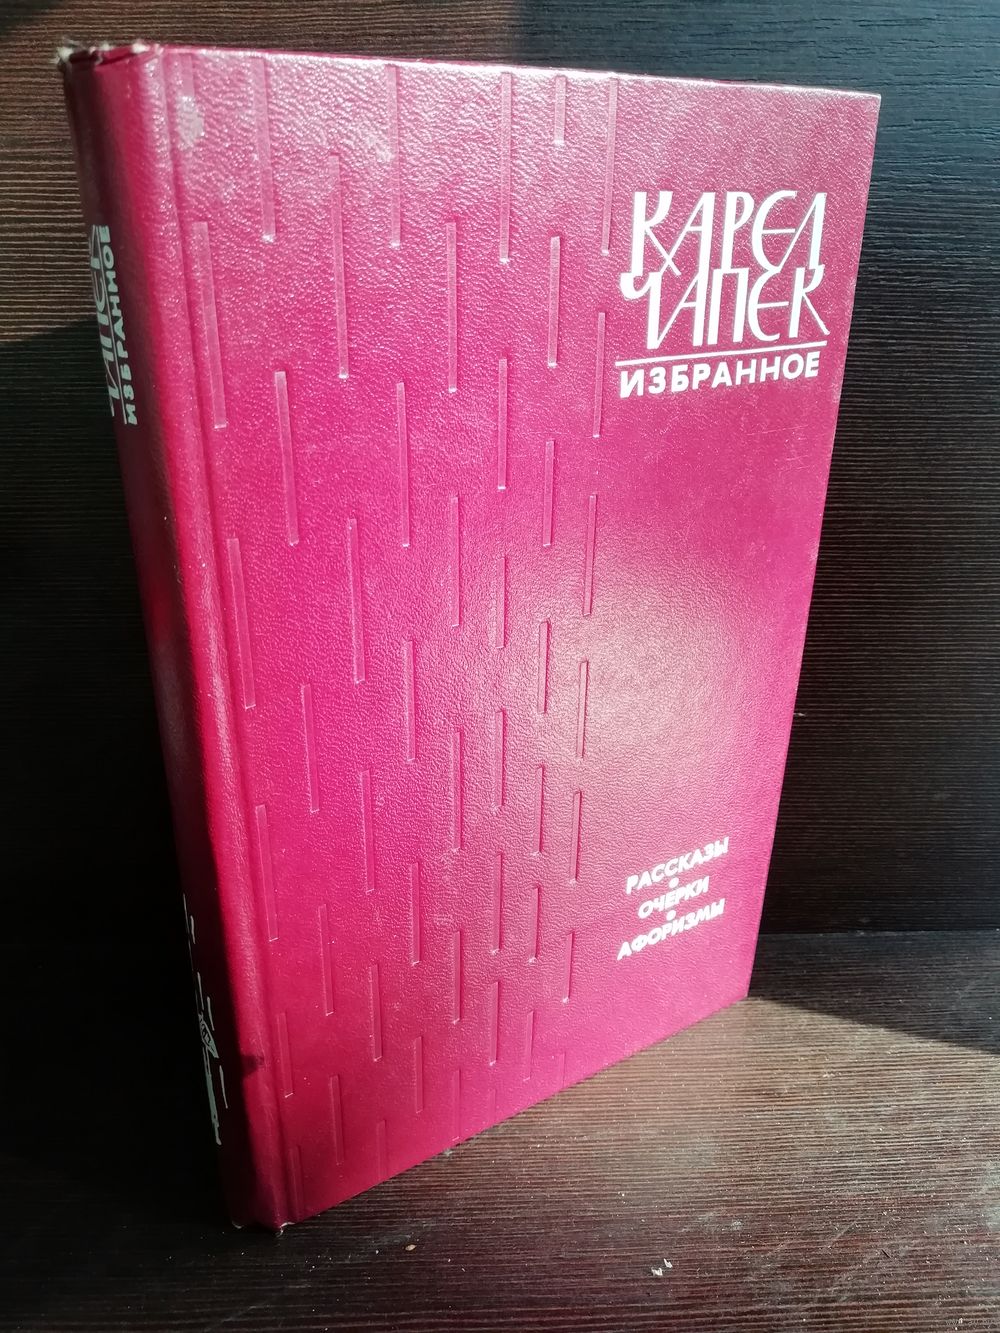 КАРЕЛ
ЧАПЕК
ИЗБРАННОЕ
РАССКАЗЫ
•
ОЧЕРКИ
•
АФОРИЗМЫ
ЧАПЕК
ИЗБРАННОЕ